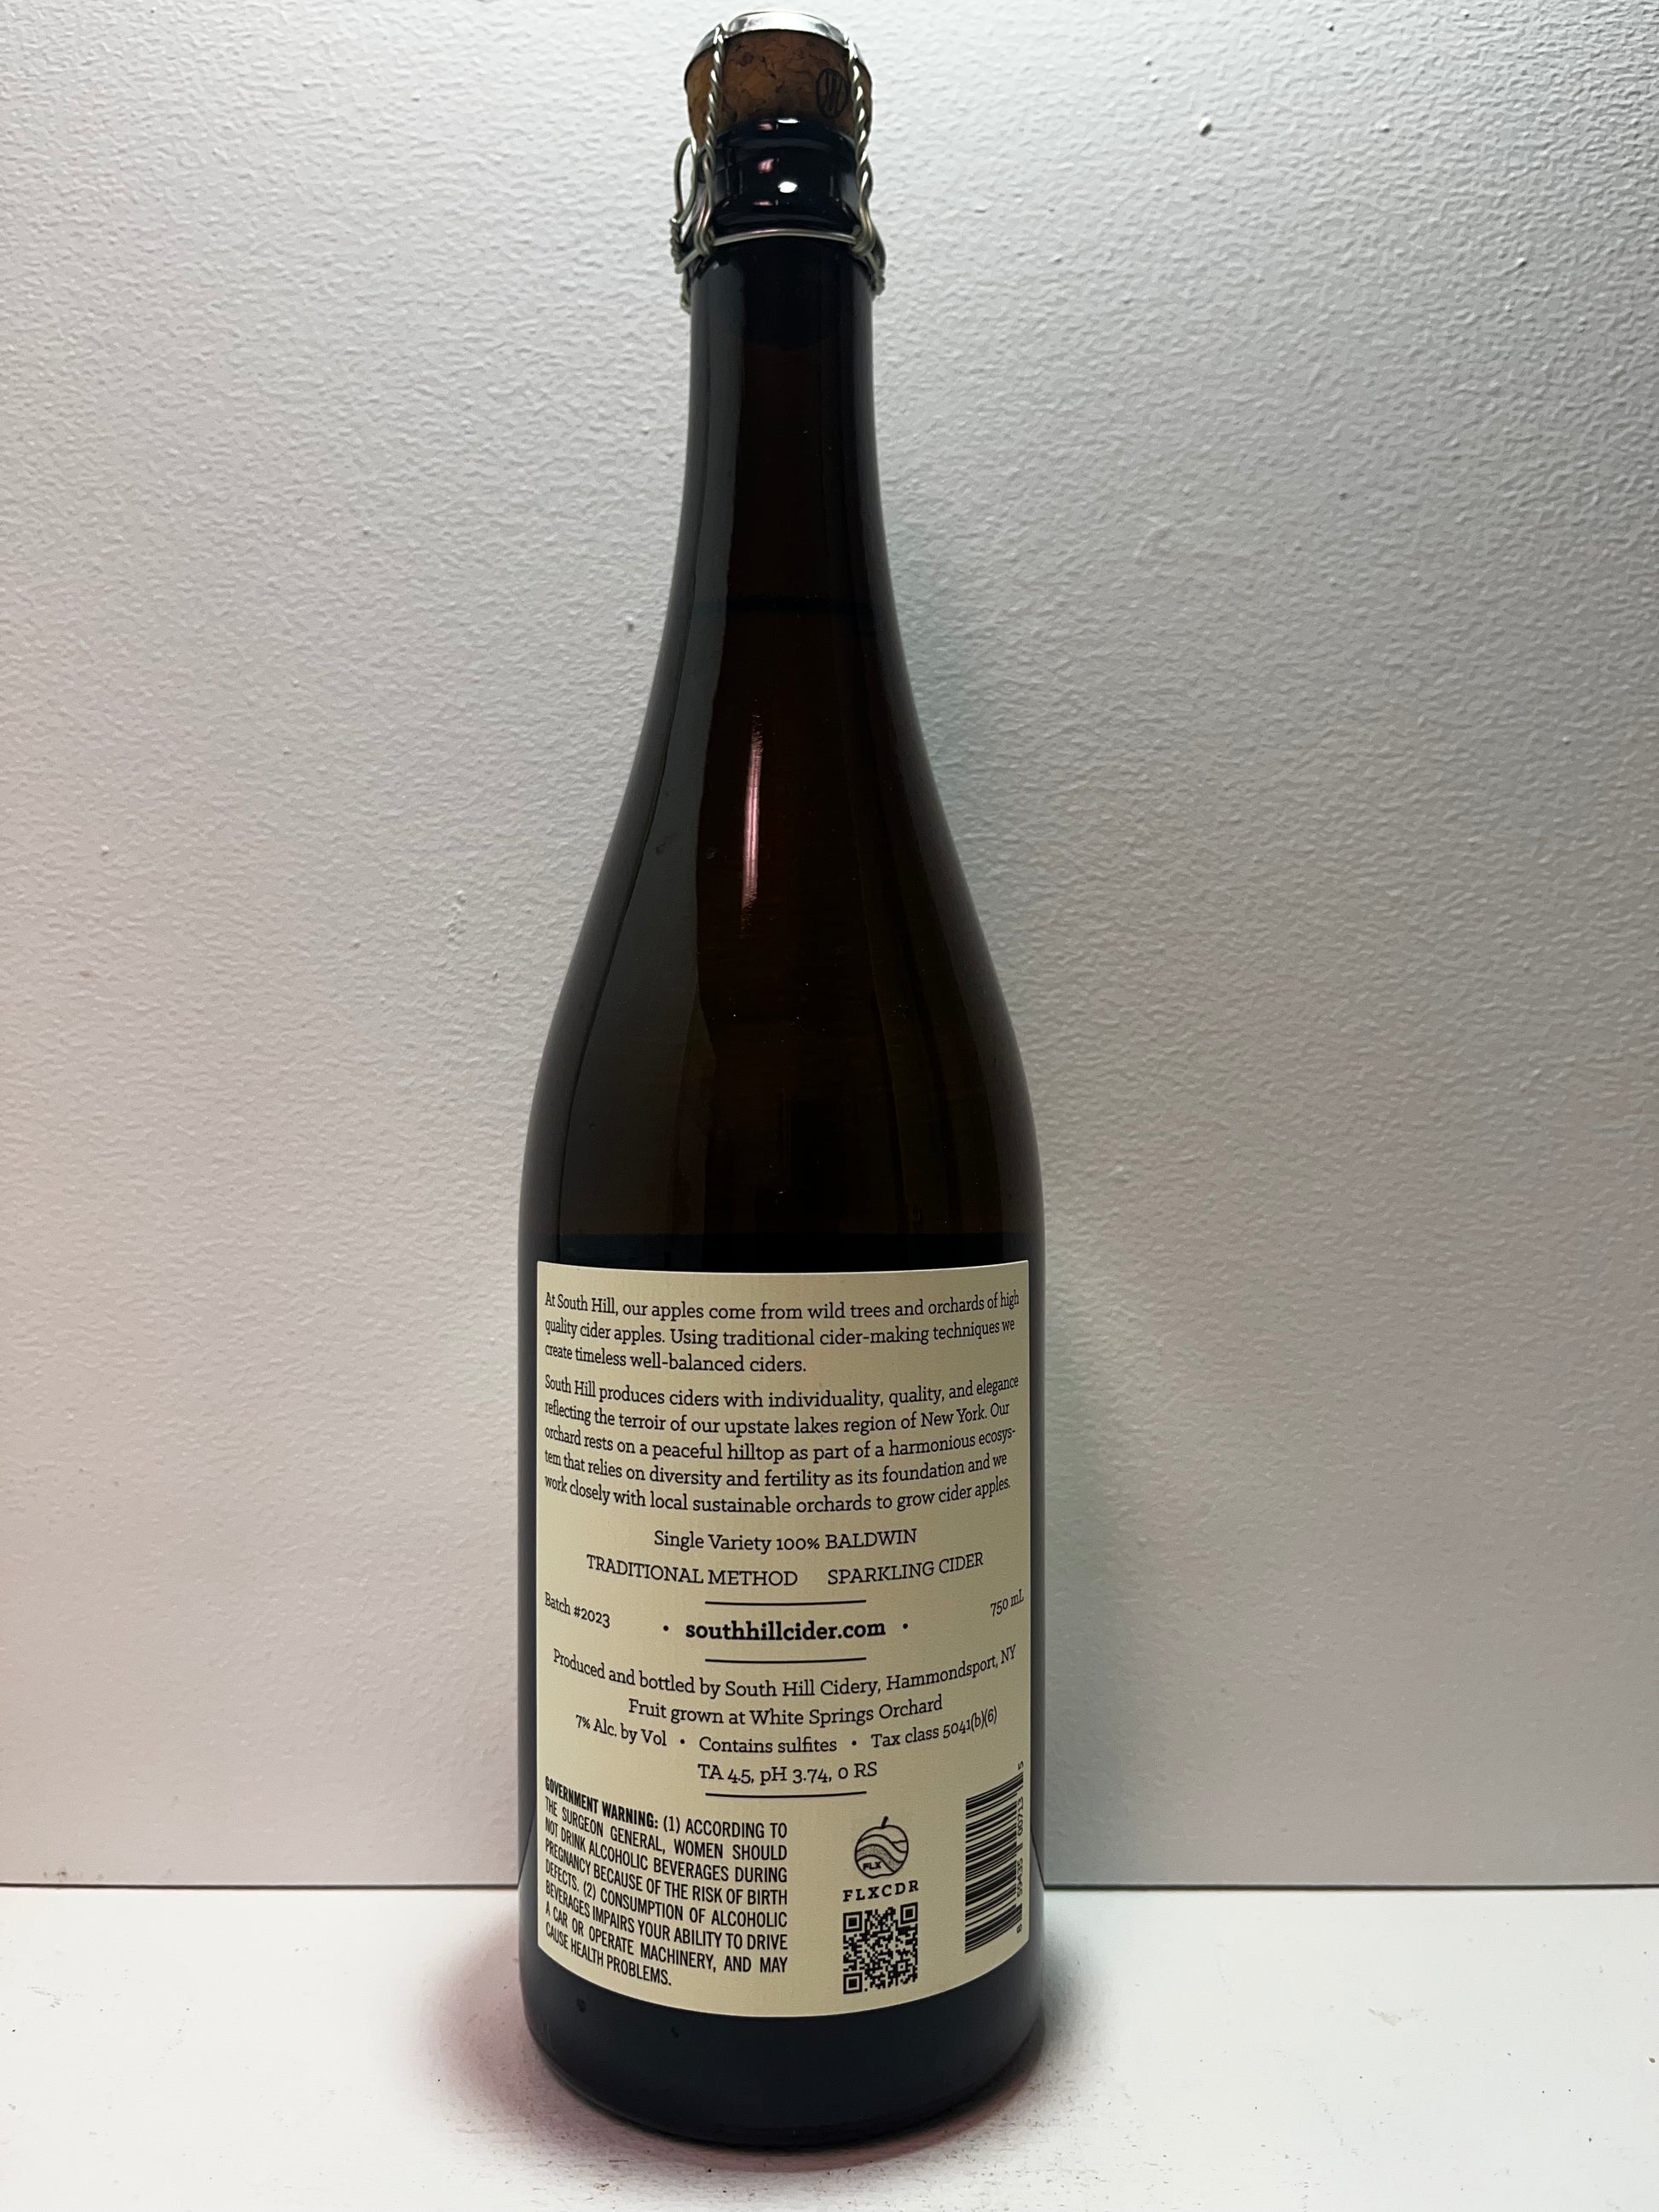 At South Hill, our apples come from wild trees and orchards of high
quality cider apples. Using traditional cider-making techniques we
create timeless well-balanced ciders.
South Hill produces ciders with individuality, quality, and elegance
reflecting the terroir of our upstate lakes region of New York. Our
orchard rests on a peaceful hilltop as part of a harmonious ecosys-
tem that relies on diversity and fertility as its foundation and we
work closely with local sustainable orchards to grow cider apples.
Single Variety 100% BALDWIN
TRADITIONAL METHOD SPARKLING CIDER
Batch #2023 • southhillcider.com • 750 mL
Produced and bottled by South Hill Cidery, Hammondsport, NY
Fruit grown at White Springs Orchard
7% Alc. by Vol • Contains sulfites • Tax class 5041(b)(6)
TA 4.5, pH 3.74, 0 RS
GOVERNMENT WARNING: (1) ACCORDING TO
THE SURGEON GENERAL, WOMEN SHOULD
NOT DRINK ALCOHOLIC BEVERAGES DURING
PREGNANCY BECAUSE OF THE RISK OF BIRTH
DEFECTS. (2) CONSUMPTION OF ALCOHOLIC
BEVERAGES IMPAIRS YOUR ABILITY TO DRIVE
A CAR OR OPERATE MACHINERY, AND MAY
CAUSE HEALTH PROBLEMS.
FLX
FLXCDR